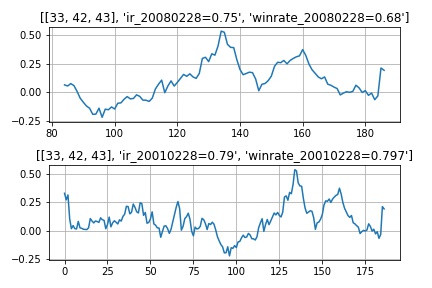 [[33, 42, 43], 'ir_20080228=0.75', 'winrate_20080228=0.68']
0.50
0.25
0.00
−0.25
80 100 120 140 160 180
[[33, 42, 43], 'ir_20010228=0.79', 'winrate_20010228=0.797']
0.50
0.25
0.00
−0.25
0 25 50 75 100 125 150 175